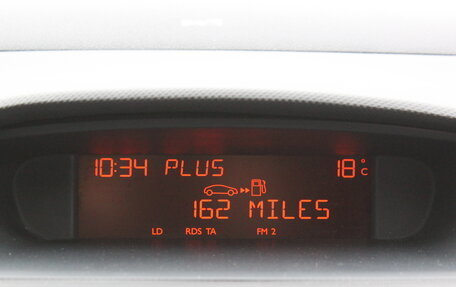 10:34 PLUS 18°C
162 MILES
LD RDS TA FM 2